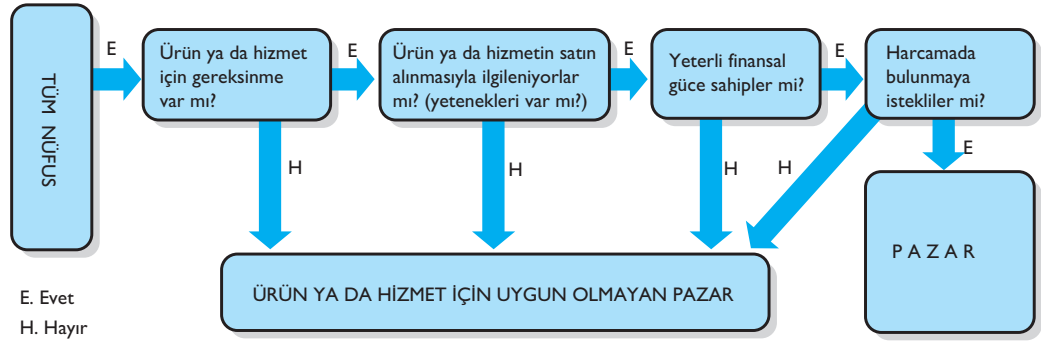 TÜM NÜFUS
E
Ürün ya da hizmet
için gereksinme
var mı?
E
Ürün ya da hizmetin satın
alınmasıyla ilgileniyorlar
mı? (yetenekleri var mı?)
E
Yeterli finansal
güce sahipler mi?
E
Harcamada
bulunmaya
istekliler mi?
H
H
H
H
E
PAZAR
ÜRÜN YA DA HİZMET İÇİN UYGUN OLMAYAN PAZAR
E. Evet
H. Hayır